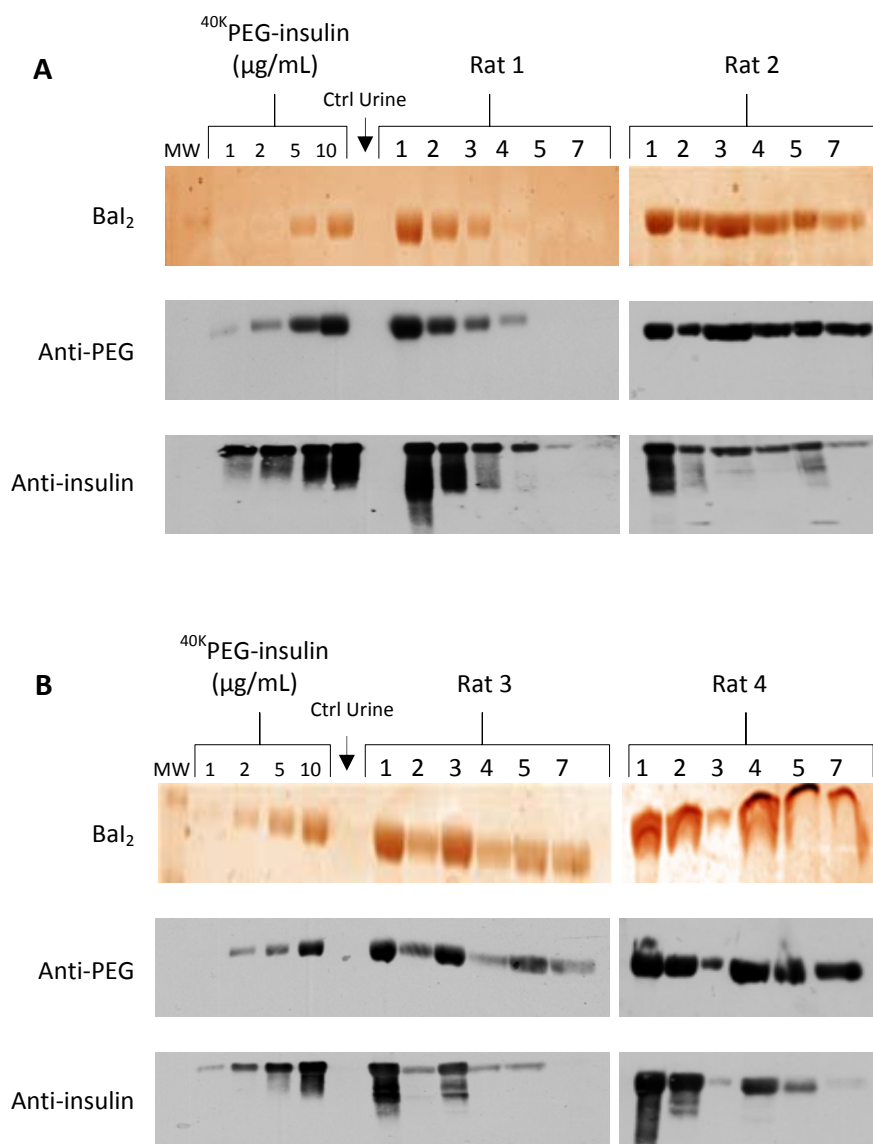 40KPEG-insulin
(µg/mL)
A
Rat 1
Rat 2
Ctrl Urine
MW 1 2 5 10 1 2 3 4 5 7 1 2 3 4 5 7
Bal2
Anti-PEG
Anti-insulin
40KPEG-insulin
(µg/mL)
B
Rat 3
Rat 4
Ctrl Urine
MW 1 2 5 10 1 2 3 4 5 7 1 2 3 4 5 7
Bal2
Anti-PEG
Anti-insulin